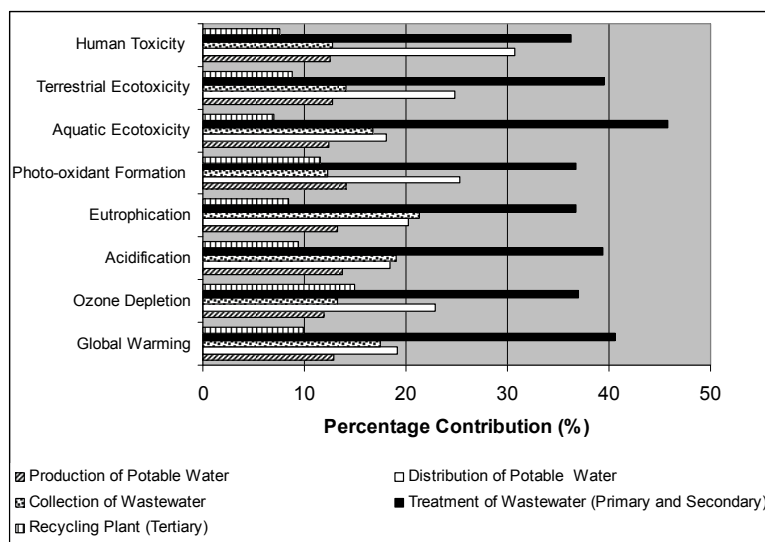 Human Toxicity
Terrestrial Ecotoxicity
Aquatic Ecotoxicity
Photo-oxidant Formation
Eutrophication
Acidification
Ozone Depletion
Global Warming
0 10 20 30 40 50
Percentage Contribution (%)
Production of Potable Water
Distribution of Potable Water
Collection of Wastewater
Treatment of Wastewater (Primary and Secondary)
Recycling Plant (Tertiary)